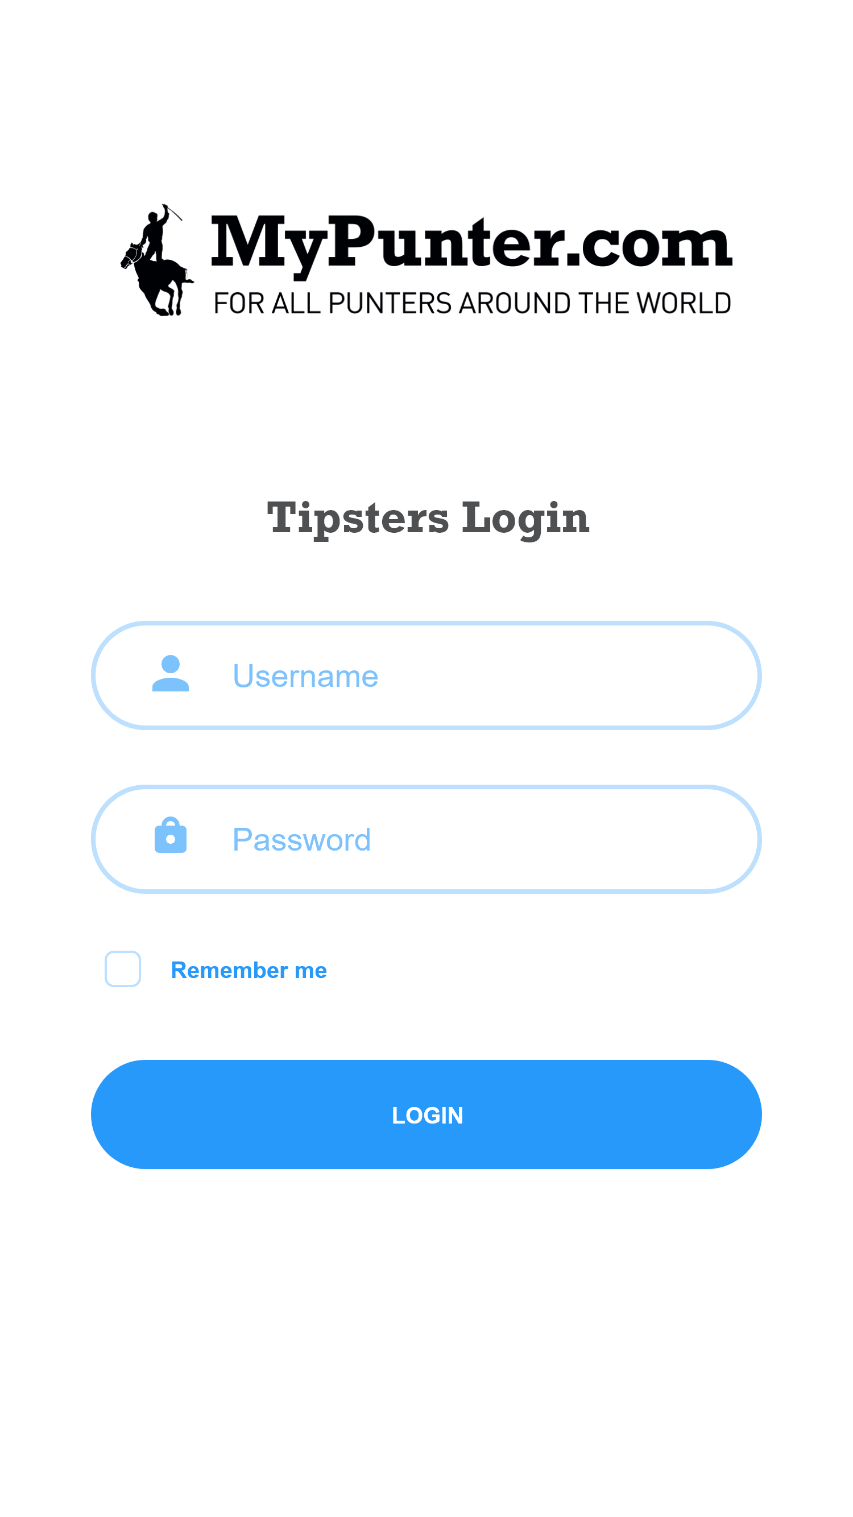 MyPunter.com
FOR ALL PUNTERS AROUND THE WORLD
Tipsters Login
Username
Password
Remember me
LOGIN